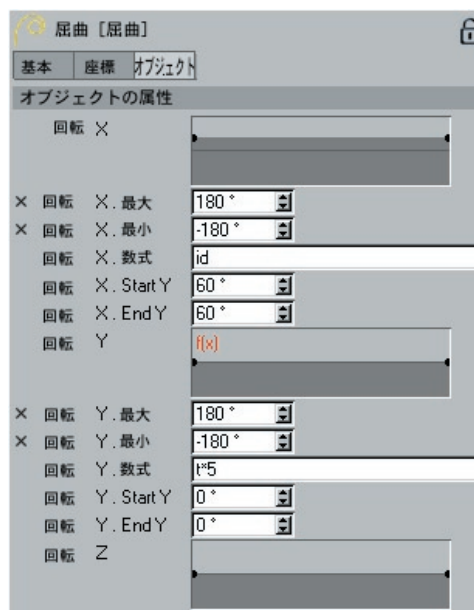 屈曲 [屈曲]
基本 座標 オブジェクト
オブジェクトの属性
回転 X
× 回転 X.最大 180°
× 回転 X.最小 -180°
回転 X.数式 id
回転 X.Start Y 60°
回転 X.End Y 60°
回転 Y f(x)
× 回転 Y.最大 180°
× 回転 Y.最小 -180°
回転 Y.数式 t*5
回転 Y.Start Y 0°
回転 Y.End Y 0°
回転 Z